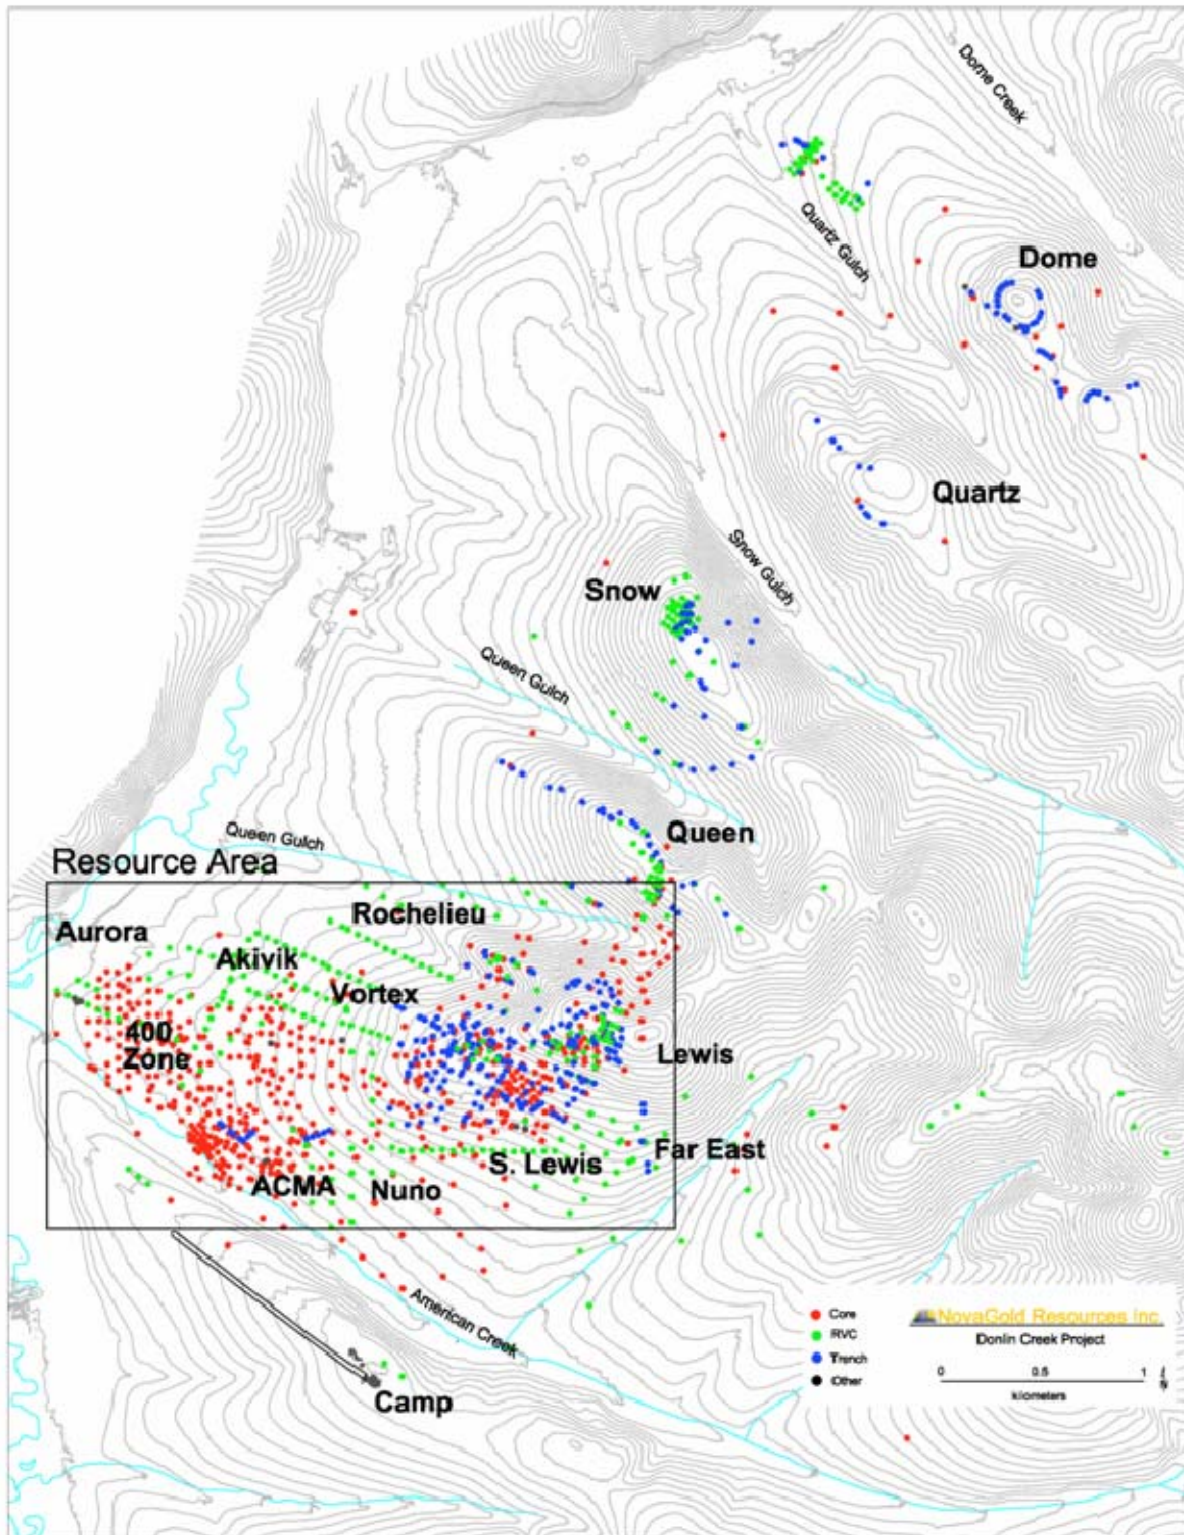 Dome Creek
Quartz Gulch
Dome
Quartz
Snow Gulch
Snow
Queen Gulch
Queen
Queen Gulch
Resource Area
Rochelieu
Aurora
Akivik
Vortex
400
Zone
Lewis
Far East
S. Lewis
ACMA
Nuno
American Creek
Camp
Core
RVC
Trench
Other
NovaGold Resources Inc
Donlin Creek Project
0 0.5 1
kilometers